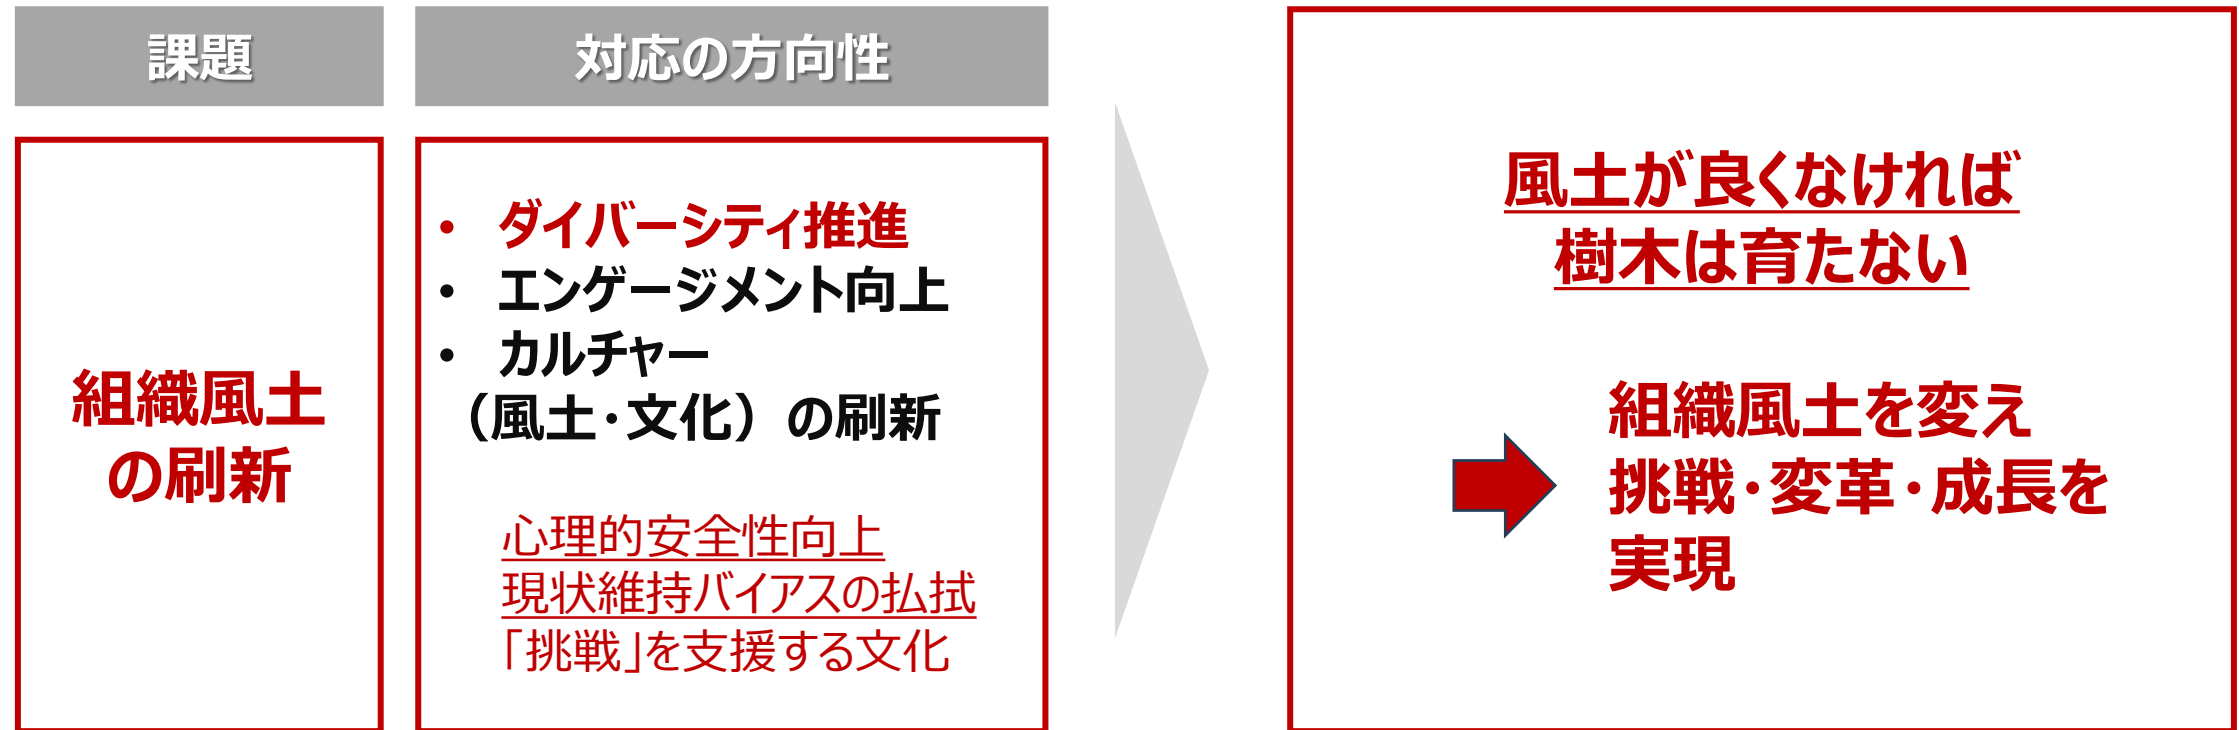 課題
対応の方向性
組織風土
の刷新
• ダイバーシティ推進
• エンゲージメント向上
• カルチャー
（風土・文化）の刷新
心理的安全性向上
現状維持バイアスの払拭
「挑戦」を支援する文化
風土が良くなければ
樹木は育たない
組織風土を変え
挑戦・変革・成長を
実現